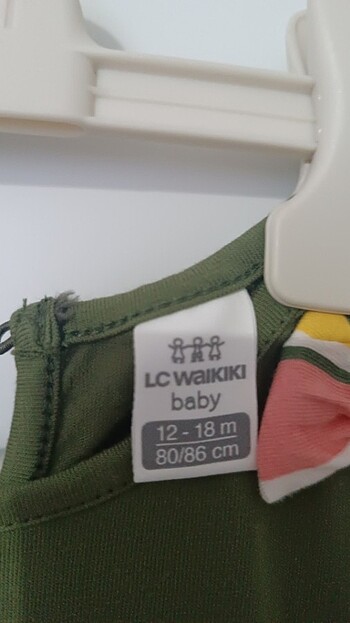 LC WAIKIKI
baby
12 - 18 m
80/86 cm